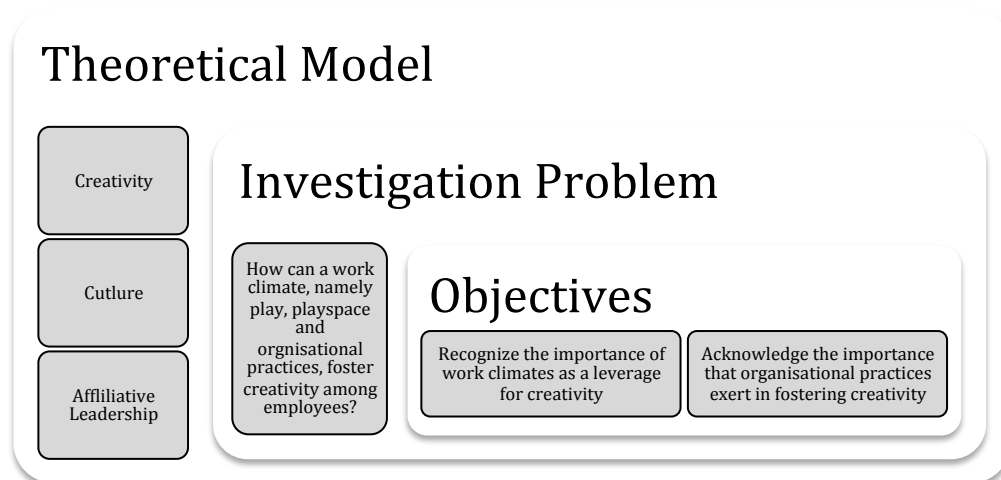 Theoretical Model
Creativity
Cutlure
Affliliative
Leadership
Investigation Problem
How can a work
climate, namely
play, playspace
and
orgnisational
practices, foster
creativity among
employees?
Objectives
Recognize the importance of
work climates as a leverage
for creativity
Acknowledge the importance
that organisational practices
exert in fostering creativity